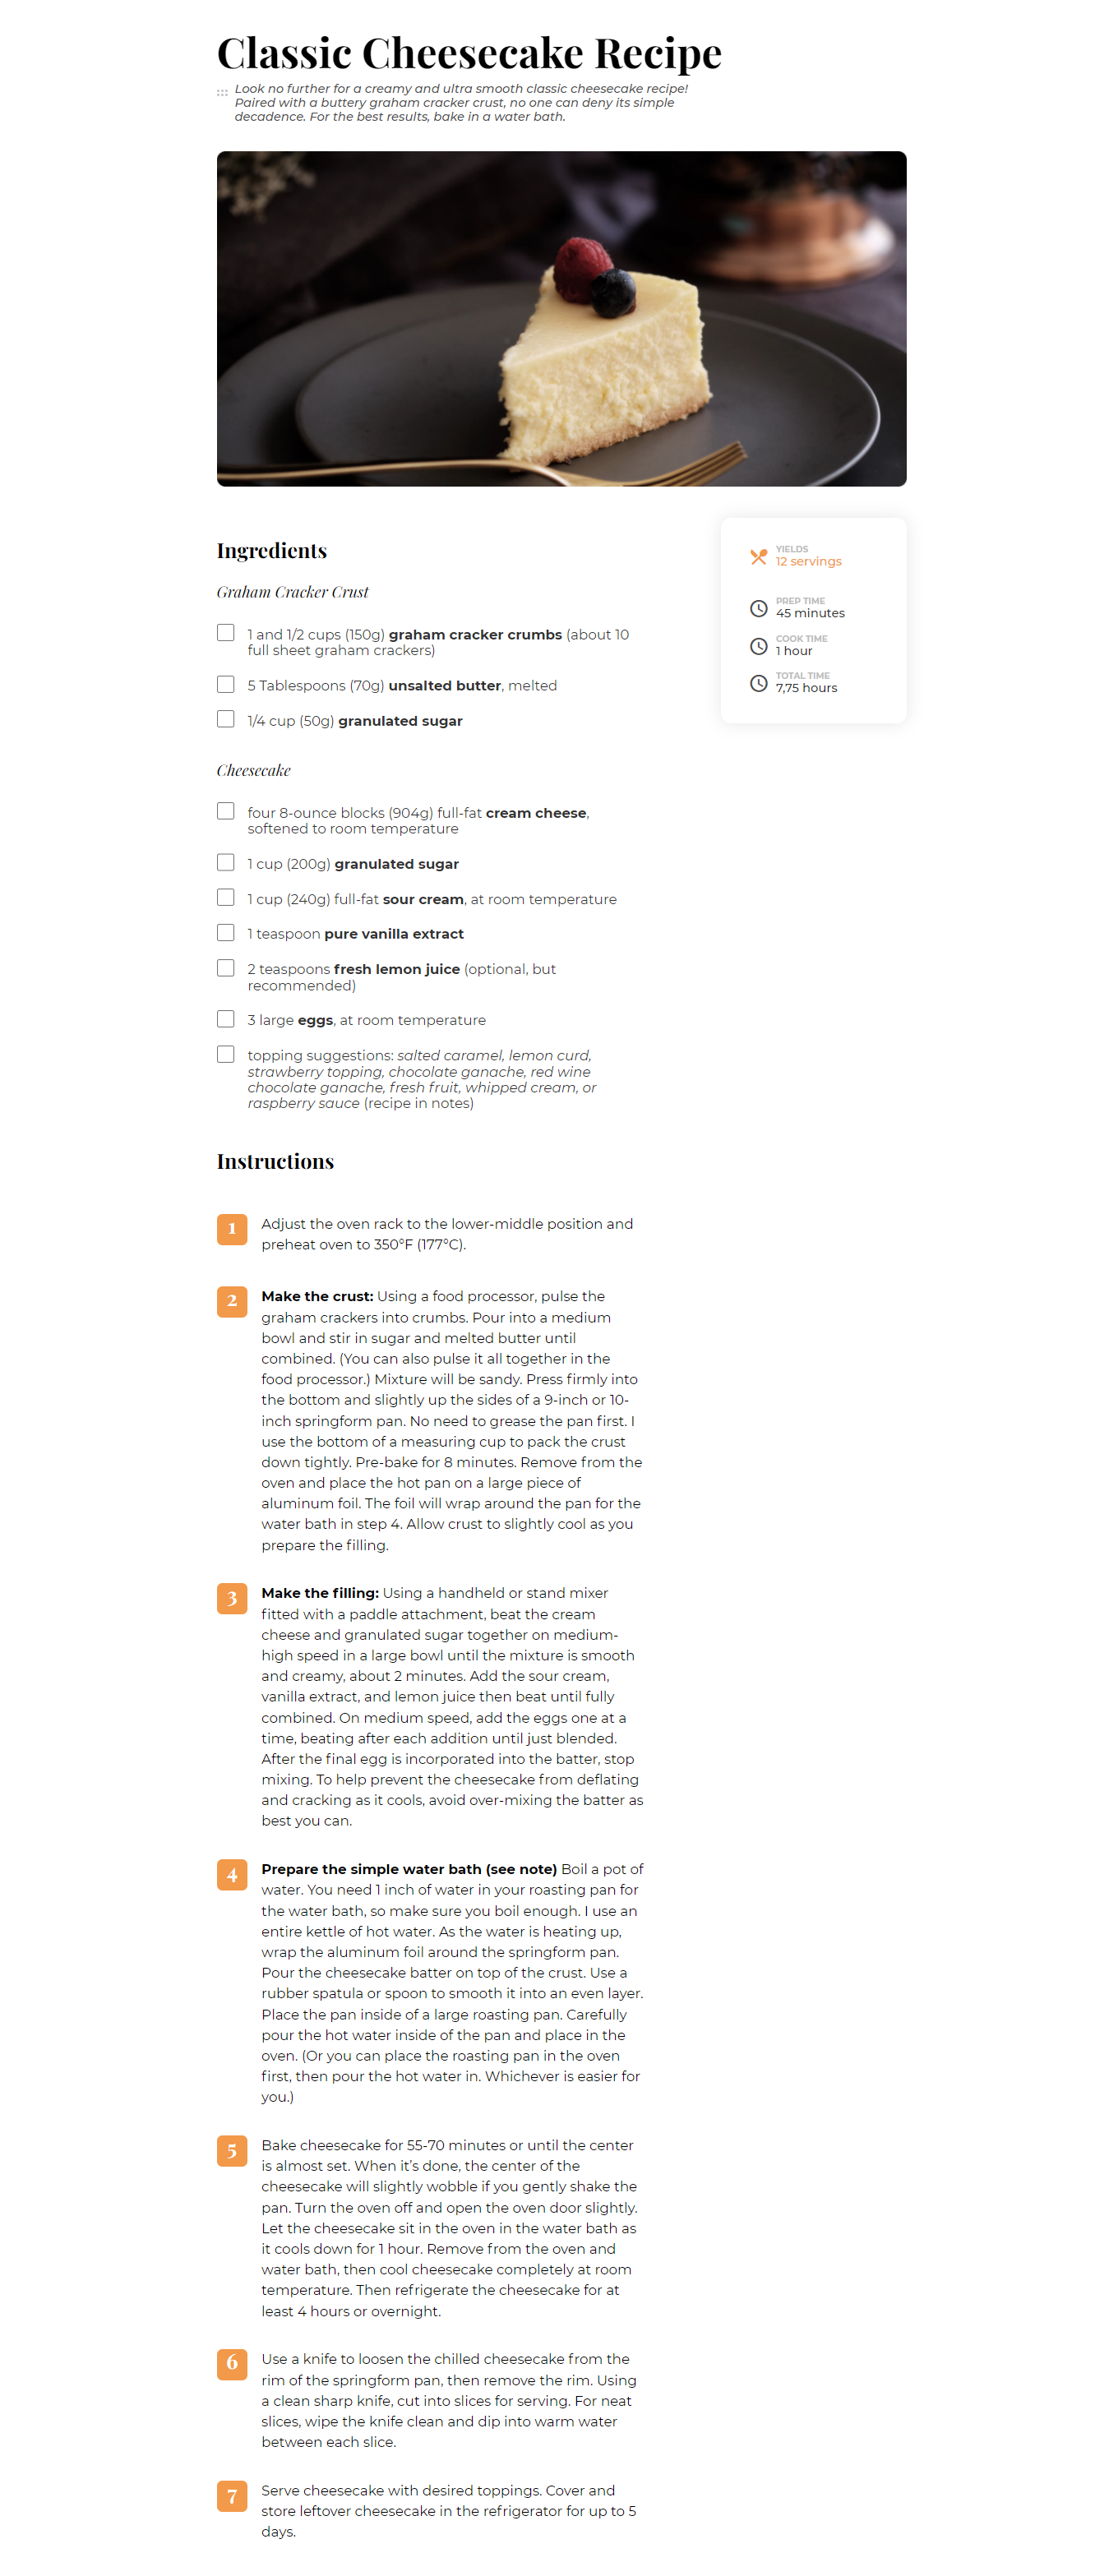 Classic Cheesecake Recipe
Look no further for a creamy and ultra smooth classic cheesecake recipe!
Paired with a buttery graham cracker crust, no one can deny its simple
decadence. For the best results, bake in a water bath.
YIELDS
12 servings
PREP TIME
45 minutes
COOK TIME
1 hour
TOTAL TIME
7,75 hours
Ingredients
Graham Cracker Crust
1 and 1/2 cups (150g) graham cracker crumbs (about 10
full sheet graham crackers)
5 Tablespoons (70g) unsalted butter, melted
1/4 cup (50g) granulated sugar
Cheesecake
four 8-ounce blocks (904g) full-fat cream cheese,
softened to room temperature
1 cup (200g) granulated sugar
1 cup (240g) full-fat sour cream, at room temperature
1 teaspoon pure vanilla extract
2 teaspoons fresh lemon juice (optional, but
recommended)
3 large eggs, at room temperature
topping suggestions: salted caramel, lemon curd,
strawberry topping, chocolate ganache, red wine
chocolate ganache, fresh fruit, whipped cream, or
raspberry sauce (recipe in notes)
Instructions
1 Adjust the oven rack to the lower-middle position and
preheat oven to 350°F (177°C).
2 Make the crust: Using a food processor, pulse the
graham crackers into crumbs. Pour into a medium
bowl and stir in sugar and melted butter until
combined. (You can also pulse it all together in the
food processor.) Mixture will be sandy. Press firmly into
the bottom and slightly up the sides of a 9-inch or 10-
inch springform pan. No need to grease the pan first. I
use the bottom of a measuring cup to pack the crust
down tightly. Pre-bake for 8 minutes. Remove from the
oven and place the hot pan on a large piece of
aluminum foil. The foil will wrap around the pan for the
water bath in step 4. Allow crust to slightly cool as you
prepare the filling.
3 Make the filling: Using a handheld or stand mixer
fitted with a paddle attachment, beat the cream
cheese and granulated sugar together on medium-
high speed in a large bowl until the mixture is smooth
and creamy, about 2 minutes. Add the sour cream,
vanilla extract, and lemon juice then beat until fully
combined. On medium speed, add the eggs one at a
time, beating after each addition until just blended.
After the final egg is incorporated into the batter, stop
mixing. To help prevent the cheesecake from deflating
and cracking as it cools, avoid over-mixing the batter as
best you can.
4 Prepare the simple water bath (see note) Boil a pot of
water. You need 1 inch of water in your roasting pan for
the water bath, so make sure you boil enough. I use an
entire kettle of hot water. As the water is heating up,
wrap the aluminum foil around the springform pan.
Pour the cheesecake batter on top of the crust. Use a
rubber spatula or spoon to smooth it into an even layer.
Place the pan inside of a large roasting pan. Carefully
pour the hot water inside of the pan and place in the
oven. (Or you can place the roasting pan in the oven
first, then pour the hot water in. Whichever is easier for
you.)
5 Bake cheesecake for 55-70 minutes or until the center
is almost set. When it’s done, the center of the
cheesecake will slightly wobble if you gently shake the
pan. Turn the oven off and open the oven door slightly.
Let the cheesecake sit in the oven in the water bath as
it cools down for 1 hour. Remove from the oven and
water bath, then cool cheesecake completely at room
temperature. Then refrigerate the cheesecake for at
least 4 hours or overnight.
6 Use a knife to loosen the chilled cheesecake from the
rim of the springform pan, then remove the rim. Using
a clean sharp knife, cut into slices for serving. For neat
slices, wipe the knife clean and dip into warm water
between each slice.
7 Serve cheesecake with desired toppings. Cover and
store leftover cheesecake in the refrigerator for up to 5
days.